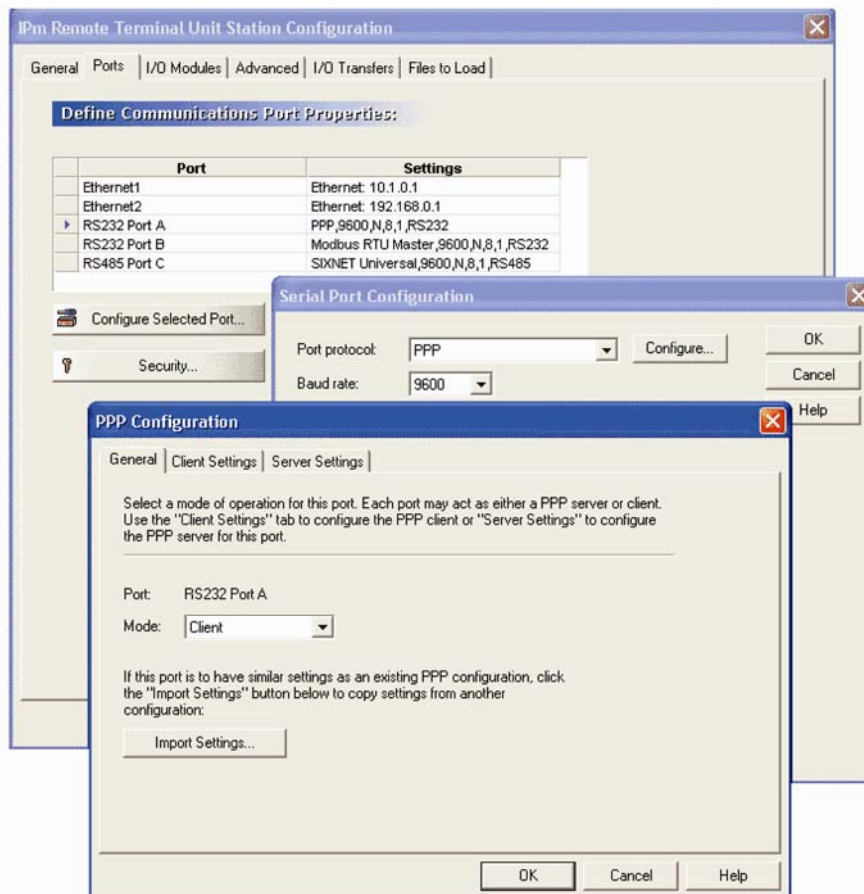 IPm Remote Terminal Unit Station Configuration
General Ports I/O Modules Advanced I/O Transfers Files to Load
Define Communications Port Properties:
Port Settings
Ethernet1 Ethernet: 10.1.0.1
Ethernet2 Ethernet: 192.168.0.1
RS232 Port A PPP,9600,N,8,1,RS232
RS232 Port B Modbus RTU Master,9600,N,8,1,RS232
RS485 Port C SIXNET Universal,9600,N,8,1,RS485
Configure Selected Port...
Security...
Serial Port Configuration
Port protocol: PPP Configure...
Baud rate: 9600
OK
Cancel
Help
PPP Configuration
General Client Settings Server Settings
Select a mode of operation for this port. Each port may act as either a PPP server or client.
Use the "Client Settings" tab to configure the PPP client or "Server Settings" to configure
the PPP server for this port.
Port: RS232 Port A
Mode: Client
If this port is to have similar settings as an existing PPP configuration, click
the "Import Settings" button below to copy settings from another
configuration:
Import Settings...
OK Cancel Help